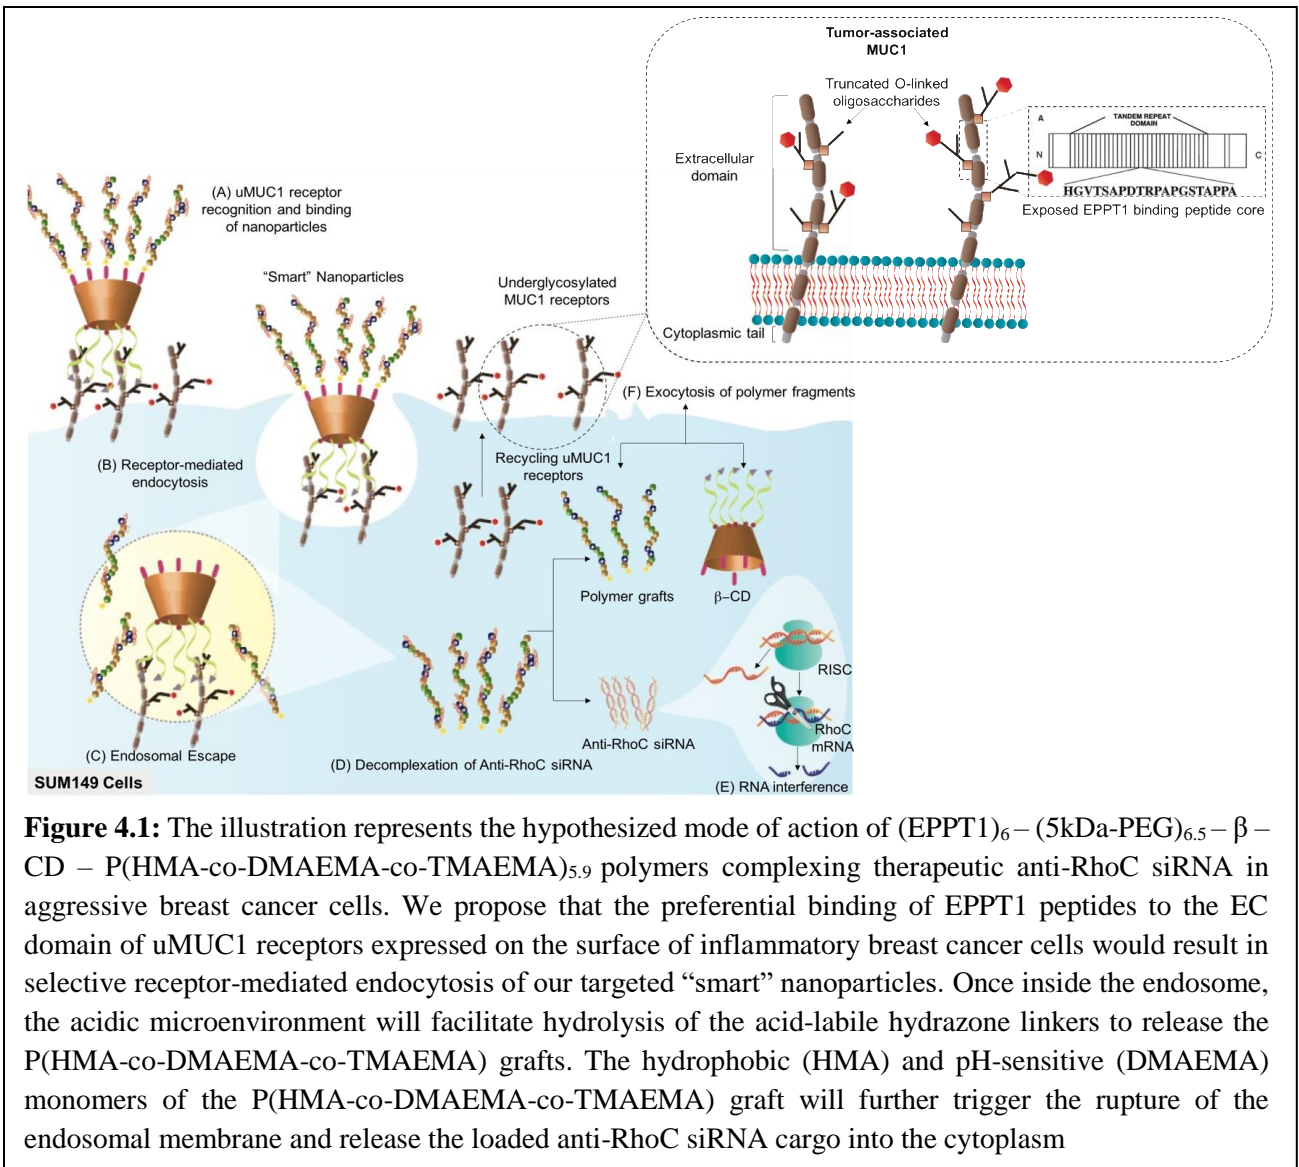 Tumor-associated
MUC1
Truncated O-linked
oligosaccharides
Extracellular
domain
A
TANDEM REPEAT
DOMAIN
N
C
HGVTSAPDTRPAPGSTAPPA
Exposed EPPT1 binding peptide core
Cytoplasmic tail
(A) uMUC1 receptor
recognition and binding
of nanoparticles
“Smart” Nanoparticles
Underglycosylated
MUC1 receptors
(F) Exocytosis of polymer fragments
(B) Receptor-mediated
endocytosis
Recycling uMUC1
receptors
Polymer grafts
β–CD
RISC
RhoC
mRNA
Anti-RhoC siRNA
(C) Endosomal Escape
(D) Decomplexation of Anti-RhoC siRNA
(E) RNA interference
SUM149 Cells
Figure 4.1: The illustration represents the hypothesized mode of action of (EPPT1)₆ – (5kDa-PEG)₆.₅ – β –
CD – P(HMA-co-DMAEMA-co-TMAEMA)₅.₉ polymers complexing therapeutic anti-RhoC siRNA in
aggressive breast cancer cells. We propose that the preferential binding of EPPT1 peptides to the EC
domain of uMUC1 receptors expressed on the surface of inflammatory breast cancer cells would result in
selective receptor-mediated endocytosis of our targeted “smart” nanoparticles. Once inside the endosome,
the acidic microenvironment will facilitate hydrolysis of the acid-labile hydrazone linkers to release the
P(HMA-co-DMAEMA-co-TMAEMA) grafts. The hydrophobic (HMA) and pH-sensitive (DMAEMA)
monomers of the P(HMA-co-DMAEMA-co-TMAEMA) graft will further trigger the rupture of the
endosomal membrane and release the loaded anti-RhoC siRNA cargo into the cytoplasm